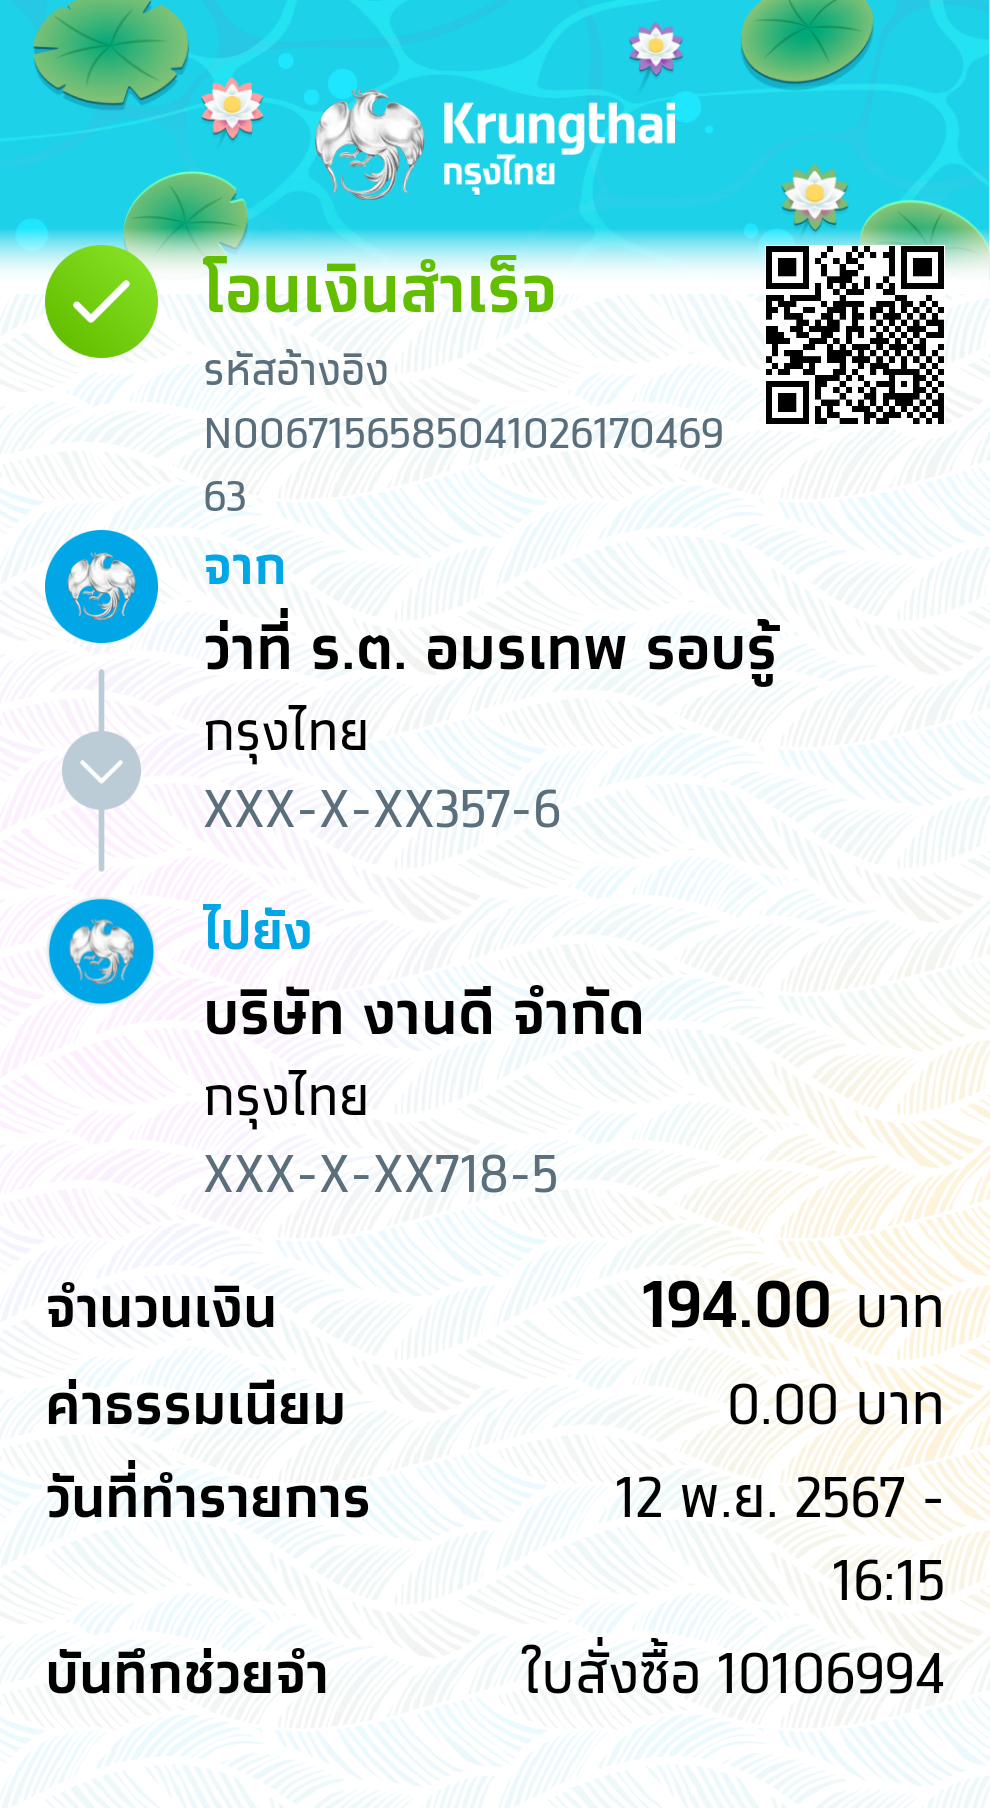 Krungthai
กรุงไทย
โอนเงินสำเร็จ
รหัสอ้างอิง
N0067156585041026170469
63
จาก
ว่าที่ ร.ต. อมรเทพ รอบรู้
กรุงไทย
XXX-X-XX357-6
ไปยัง
บริษัท งานดี จำกัด
กรุงไทย
XXX-X-XX718-5
จำนวนเงิน 194.00 บาท
ค่าธรรมเนียม 0.00 บาท
วันที่ทำรายการ 12 พ.ย. 2567 -
16:15
บันทึกช่วยจำ ใบสั่งซื้อ 10106994